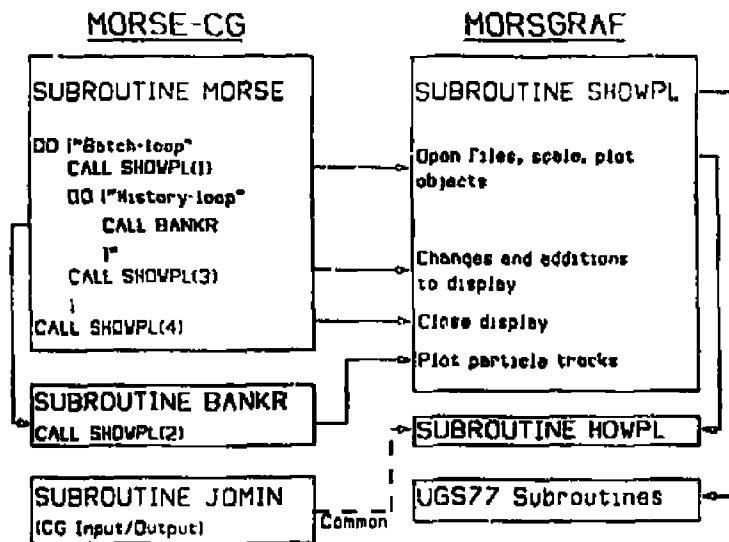 MORSE-CG
MORSGRAF
SUBROUTINE MORSE
DO !"Batch-loop"
CALL SHOWPL(1)
DO !"History-loop"
CALL BANKR
!"
CALL SHOWPL(3)
!
CALL SHOWPL(4)
SUBROUTINE BANKR
CALL SHOWPL(2)
SUBROUTINE JOMIN
(CG Input/Output)
Common
SUBROUTINE SHOWPL
Open Files, scale, plot
objects
Changes and additions
to display
Close display
Plot particle tracks
SUBROUTINE HOWPL
UGS77 Subroutines